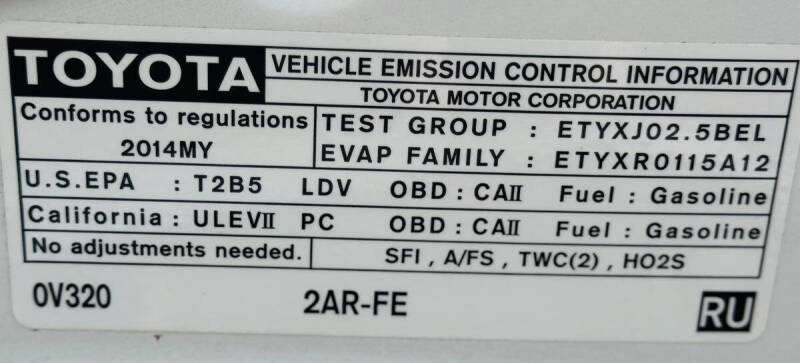 TOYOTA
VEHICLE EMISSION CONTROL INFORMATION
TOYOTA MOTOR CORPORATION
Conforms to regulations
2014MY
TEST GROUP : ETYXJ02.5BEL
EVAP FAMILY : ETYXR0115A12
U.S.EPA : T2B5 LDV OBD : CAII Fuel : Gasoline
California : ULEVII PC OBD : CAII Fuel : Gasoline
No adjustments needed.
SFI , A/FS , TWC(2) , HO2S
0V320 2AR-FE RU